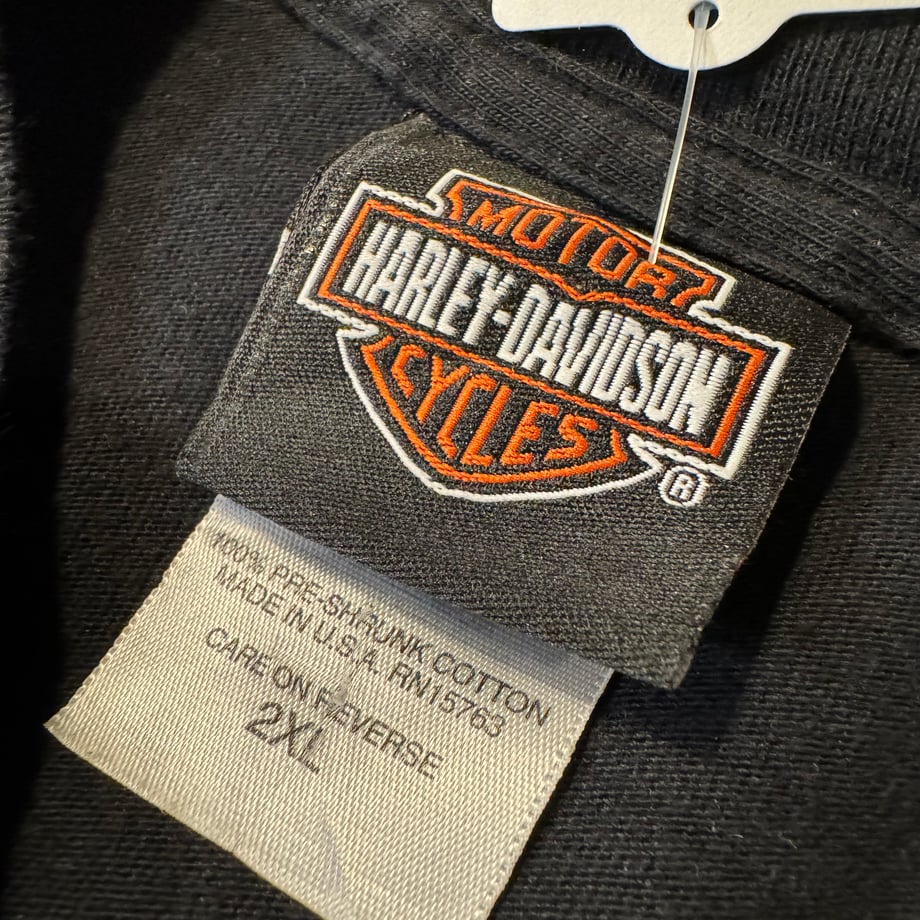 MOTOR
HARLEY-DAVIDSON
CYCLES
®
100% PRE-SHRUNK COTTON
MADE IN U.S.A. RN15763
CARE ON REVERSE
2XL